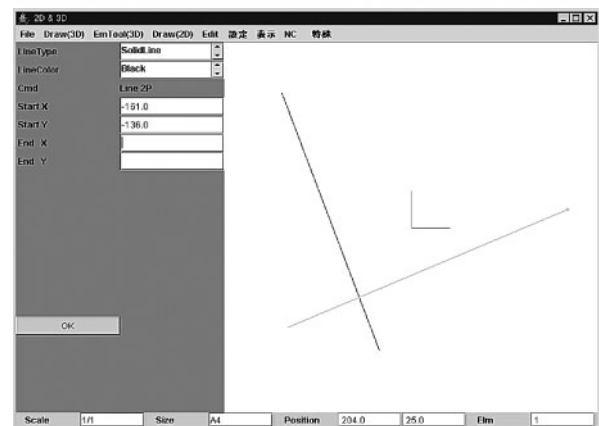 2D & 3D
File Draw(3D) EmTool(3D) Draw(2D) Edit 設定 表示 NC 特殊
LineType SolidLine
LineColor Black
Cmd Line 2P
Start X -161.0
Start Y -136.0
End X
End Y
OK
Scale 1/1 Size A4 Position 204.0 25.0 Elm 1